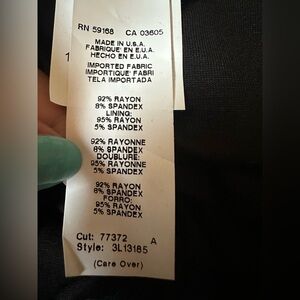 RN 59168 CA 03605
MADE IN U.S.A.
FABRIQUE EN E.U.A.
HECHO EN E.U.A.
IMPORTED FABRIC
IMPORTIQUE FABRI
TELA IMPORTADA
92% RAYON
8% SPANDEX
LINING:
95% RAYON
5% SPANDEX
92% RAYONNE
8% SPANDEX
DOUBLURE:
95% RAYONNE
5% SPANDEX
92% RAYON
8% SPANDEX
FORRO:
95% RAYON
5% SPANDEX
Cut: 77372 A
Style: 3L13185
(Care Over)